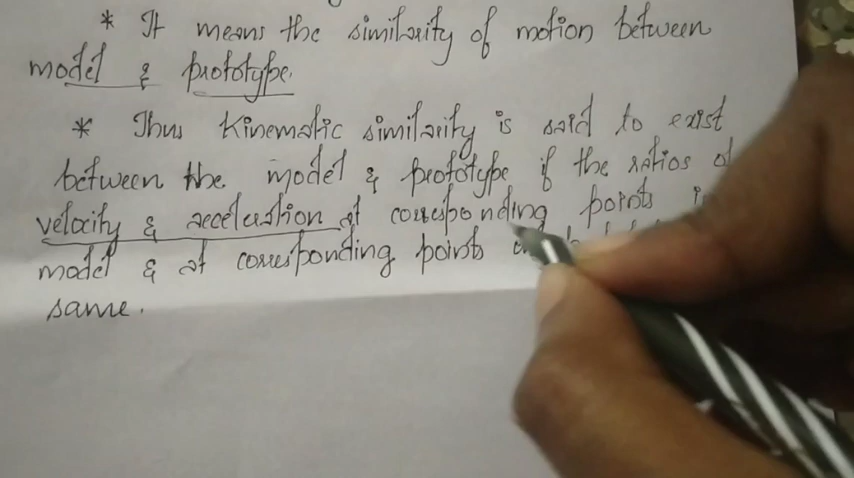 * It means the similarity of motion between
model & prototype.
* Thus Kinematic similarity is said to exist
between the model & prototype if the ratios of
velocity & acceleration at corresponding points
model & at corresponding points
same.